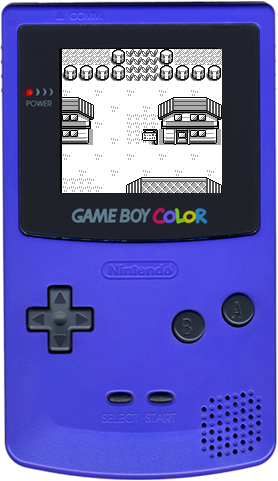 COMM.
POWER
GAME BOY COLOR
Nintendo
B A
SELECT START